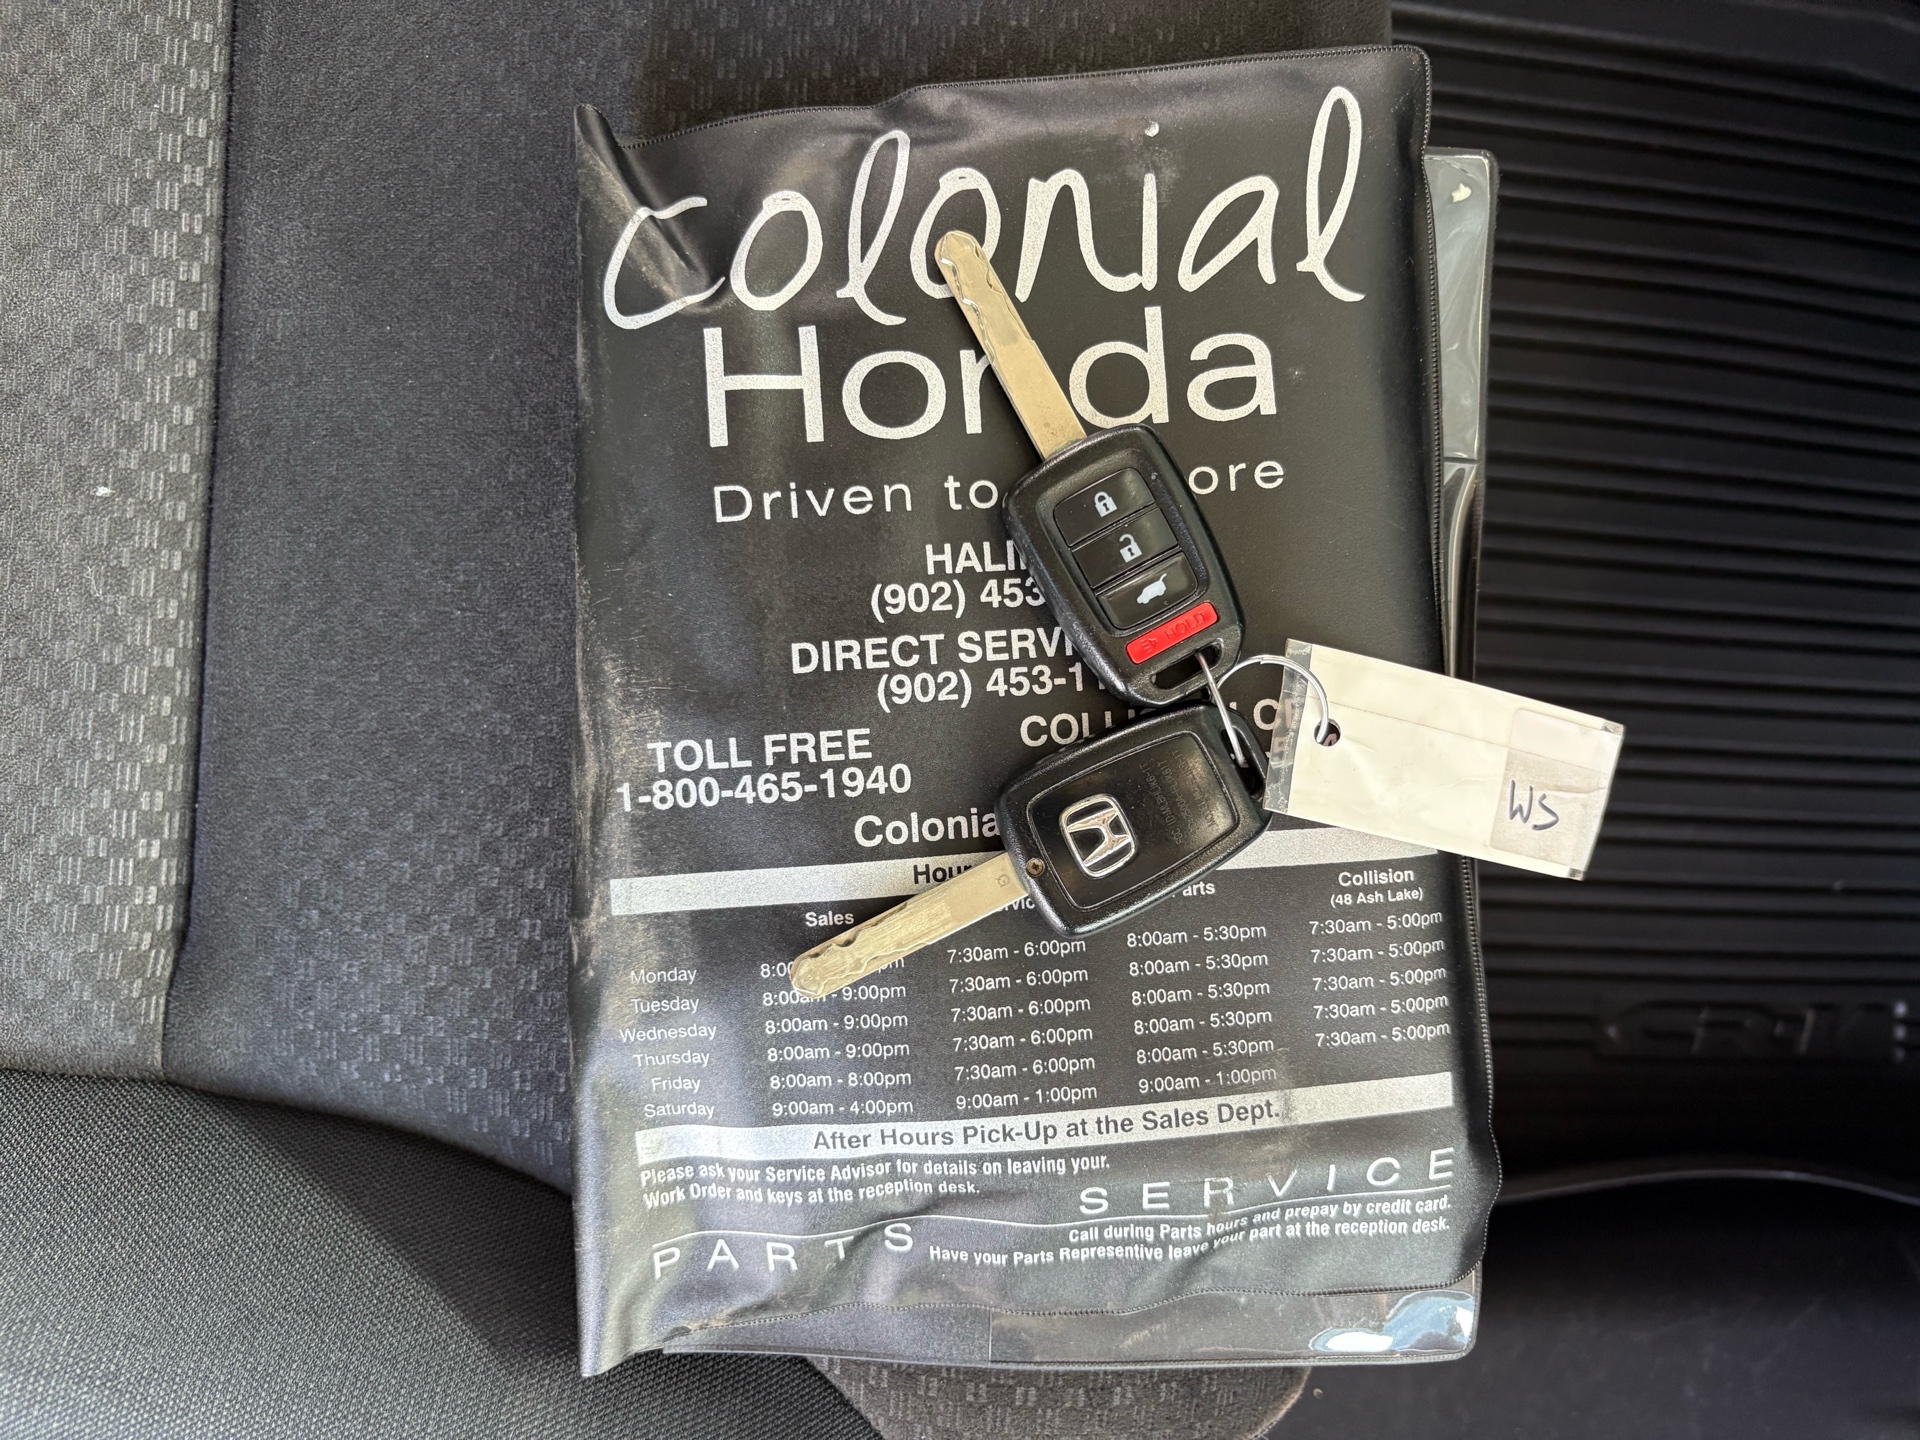 colonial
Honda
Driven to ore
HALI
(902) 453
DIRECT SERVI
(902) 453-1
COLLI
TOLL FREE
1-800-465-1940
Colonia
HOLD
WS
Hour
Sales Parts Collision
(48 Ash Lake)
Monday 8:00 pm 7:30am - 6:00pm 8:00am - 5:30pm 7:30am - 5:00pm
Tuesday 8:00am - 9:00pm 7:30am - 6:00pm 8:00am - 5:30pm 7:30am - 5:00pm
Wednesday 8:00am - 9:00pm 7:30am - 6:00pm 8:00am - 5:30pm 7:30am - 5:00pm
Thursday 8:00am - 9:00pm 7:30am - 6:00pm 8:00am - 5:30pm 7:30am - 5:00pm
Friday 8:00am - 8:00pm 7:30am - 6:00pm 8:00am - 5:30pm 7:30am - 5:00pm
Saturday 9:00am - 4:00pm 9:00am - 1:00pm 9:00am - 1:00pm
After Hours Pick-Up at the Sales Dept.
Please ask your Service Advisor for details on leaving your.
Work Order and keys at the reception desk.
SERVICE
PARTS
Call during Parts hours and prepay by credit card.
Have your Parts Representive leave your part at the reception desk.
CR-V